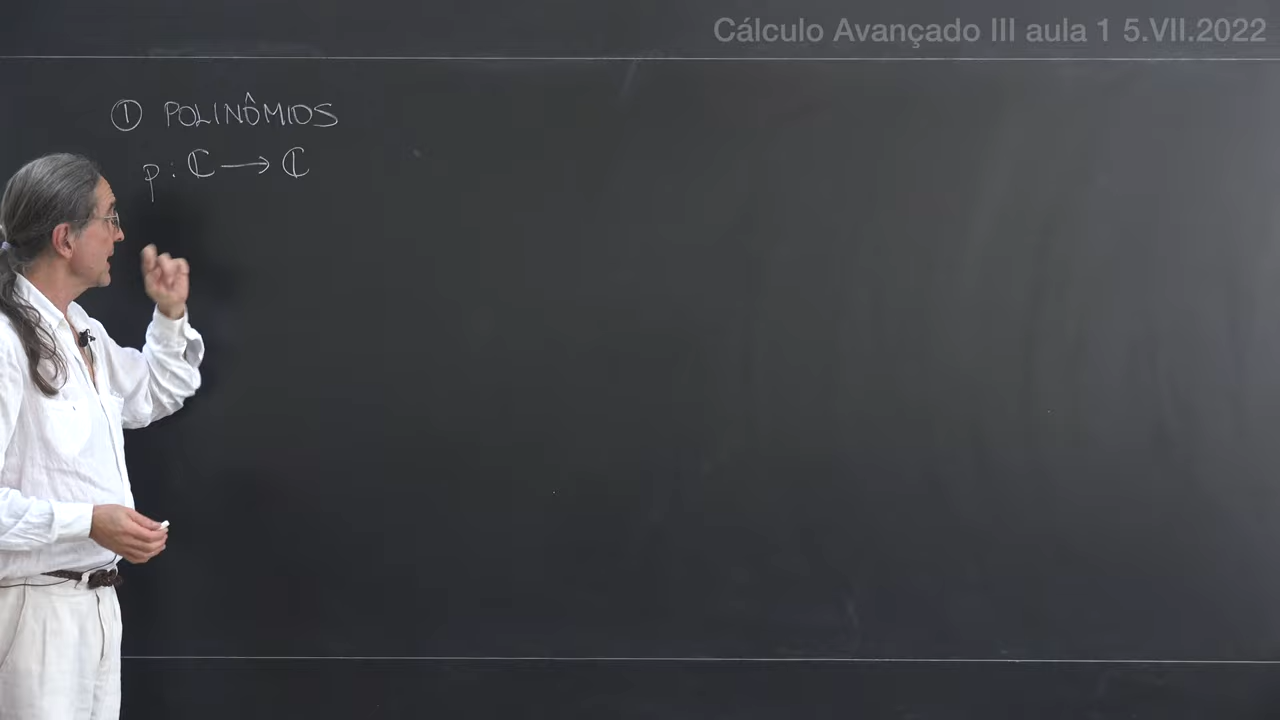 Cálculo Avançado III aula 1 5.VII.2022
① POLINÔMIOS
p : ℂ ⟶ ℂ